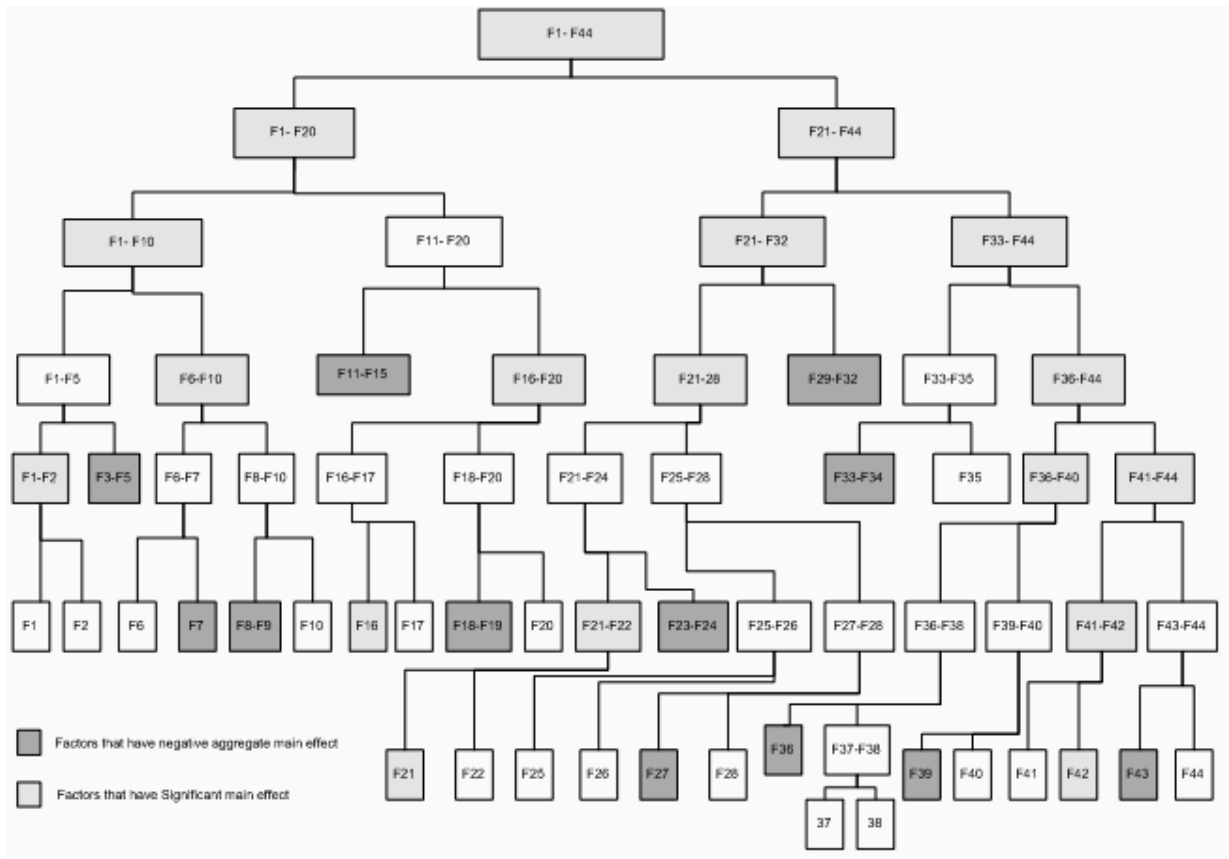 F1- F44
F1- F20
F21- F44
F1- F10
F11- F20
F21- F32
F33- F44
F1-F5
F6-F10
F11-F15
F16-F20
F21-28
F29-F32
F33-F35
F36-F44
F1-F2
F3-F5
F6-F7
F8-F10
F16-F17
F18-F20
F21-F24
F25-F28
F33-F34
F35
F36-F40
F41-F44
F1
F2
F6
F7
F8-F9
F10
F16
F17
F18-F19
F20
F21-F22
F23-F24
F25-F26
F27-F28
F36-F38
F39-F40
F41-F42
F43-F44
Factors that have negative aggregate main effect
Factors that have Significant main effect
F21
F22
F25
F26
F27
F28
F36
F37-F38
F39
F40
F41
F42
F43
F44
37
38